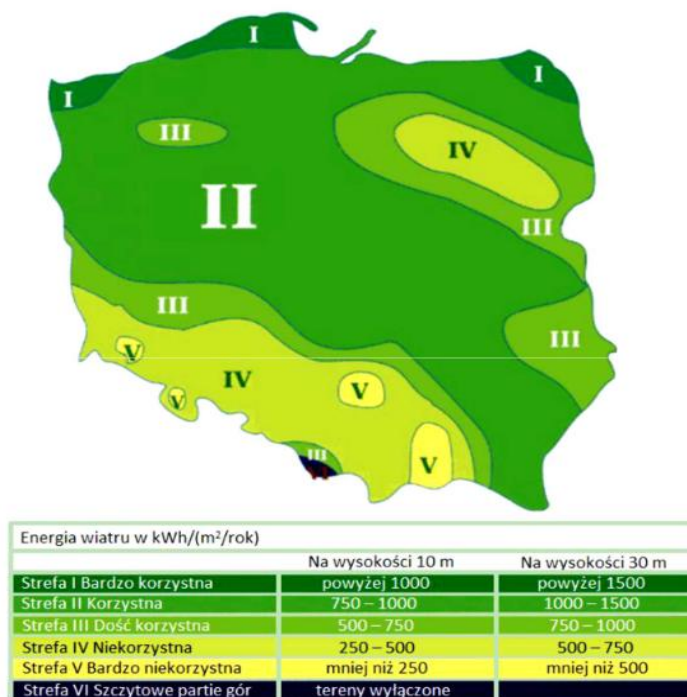 I
I
I
III
IV
II
III
III
III
V
IV
V
V
III
V
VI
Energia wiatru w kWh/(m²/rok)
Na wysokości 10 m Na wysokości 30 m
Strefa I Bardzo korzystna powyżej 1000 powyżej 1500
Strefa II Korzystna 750 – 1000 1000 – 1500
Strefa III Dość korzystna 500 – 750 750 – 1000
Strefa IV Niekorzystna 250 – 500 500 – 750
Strefa V Bardzo niekorzystna mniej niż 250 mniej niż 500
Strefa VI Szczytowe partie gór tereny wyłączone